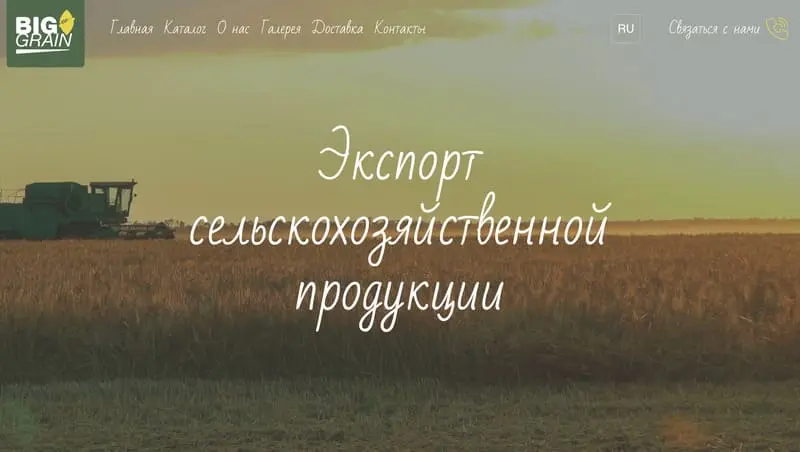 BIG
GRAIN
Главная Каталог О нас Галерея Доставка Контакты RU Связаться с нами
Экспорт
сельскохозяйственной
продукции